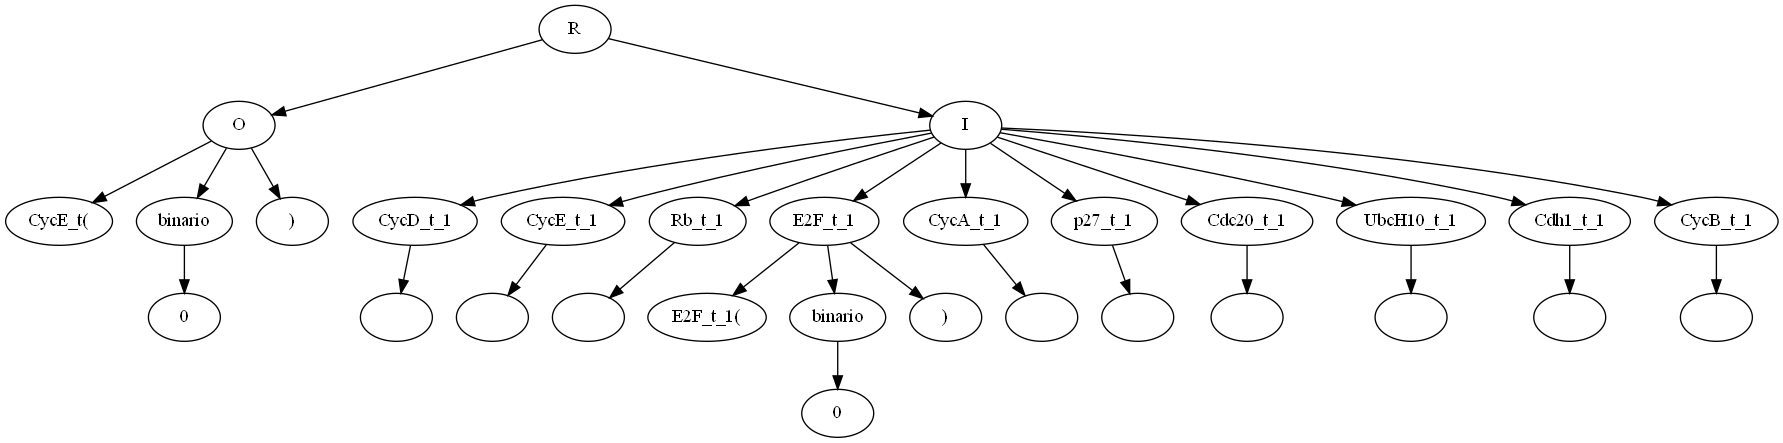 R
O
I
CycE_t(
binario
)
CycD_t_1
CycE_t_1
Rb_t_1
E2F_t_1
CycA_t_1
p27_t_1
Cdc20_t_1
UbcH10_t_1
Cdh1_t_1
CycB_t_1
0
E2F_t_1(
binario
)
0